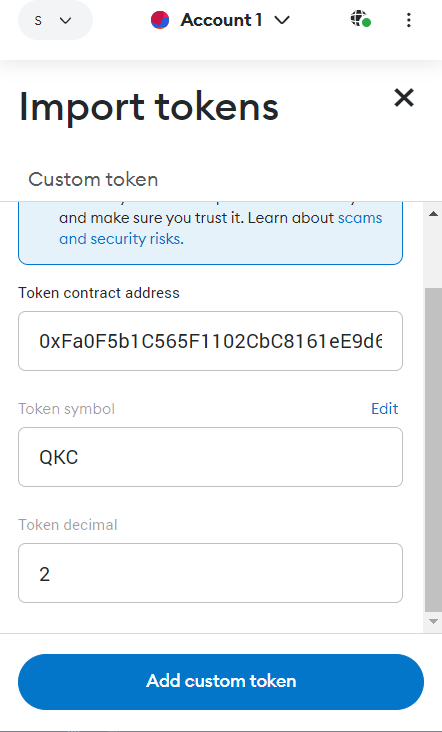 S
Account 1
Import tokens
Custom token
and make sure you trust it. Learn about scams
and security risks.
Token contract address
0xFa0F5b1C565F1102CbC8161eE9d6
Token symbol
Edit
QKC
Token decimal
2
Add custom token